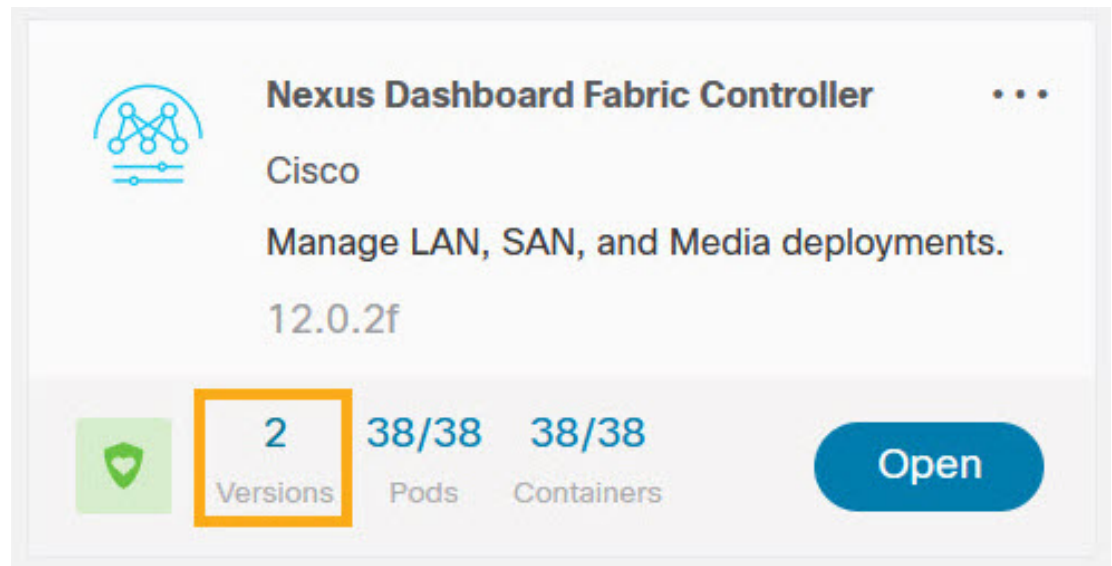 Nexus Dashboard Fabric Controller
Cisco
Manage LAN, SAN, and Media deployments.
12.0.2f
2 38/38 38/38
Versions Pods Containers
Open